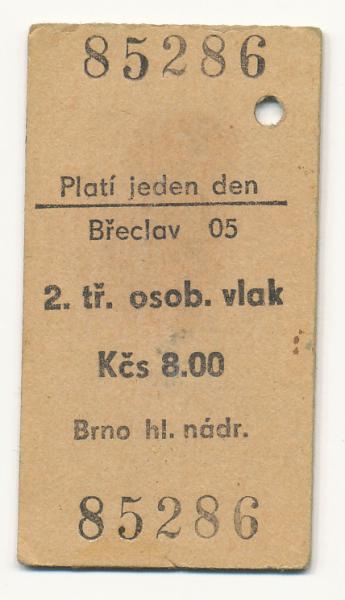 85286
Platí jeden den
Břeclav 05
2. tř. osob. vlak
Kčs 8.00
Brno hl. nádr.
85286